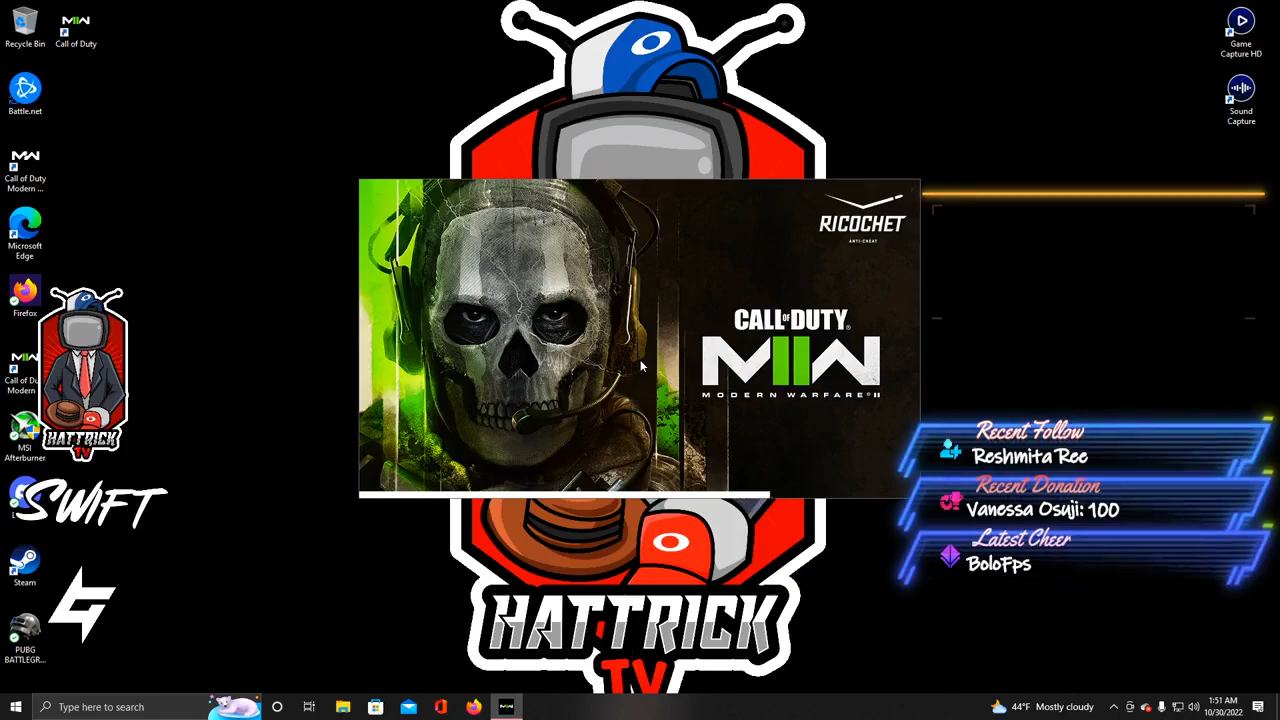 Recycle Bin
Call of Duty
Battle.net
Call of Duty
Modern ...
Microsoft
Edge
Firefox
Call of Du
Modern
MSI
Afterburner
Steam
PUBG
BATTLEGR...
HATTRICK
TV
SWIFT
G
RICOCHET
ANTI-CHEAT
CALL OF DUTY®
MIIW
MODERN WARFARE® II
HATTRICK
TV
Game
Capture HD
Sound
Capture
Recent Follow
Reshmita Ree
Recent Donation
Vanessa Osuji: 100
Latest Cheer
BoloFps
Type here to search
44°F Mostly cloudy
1:51 AM
10/30/2022